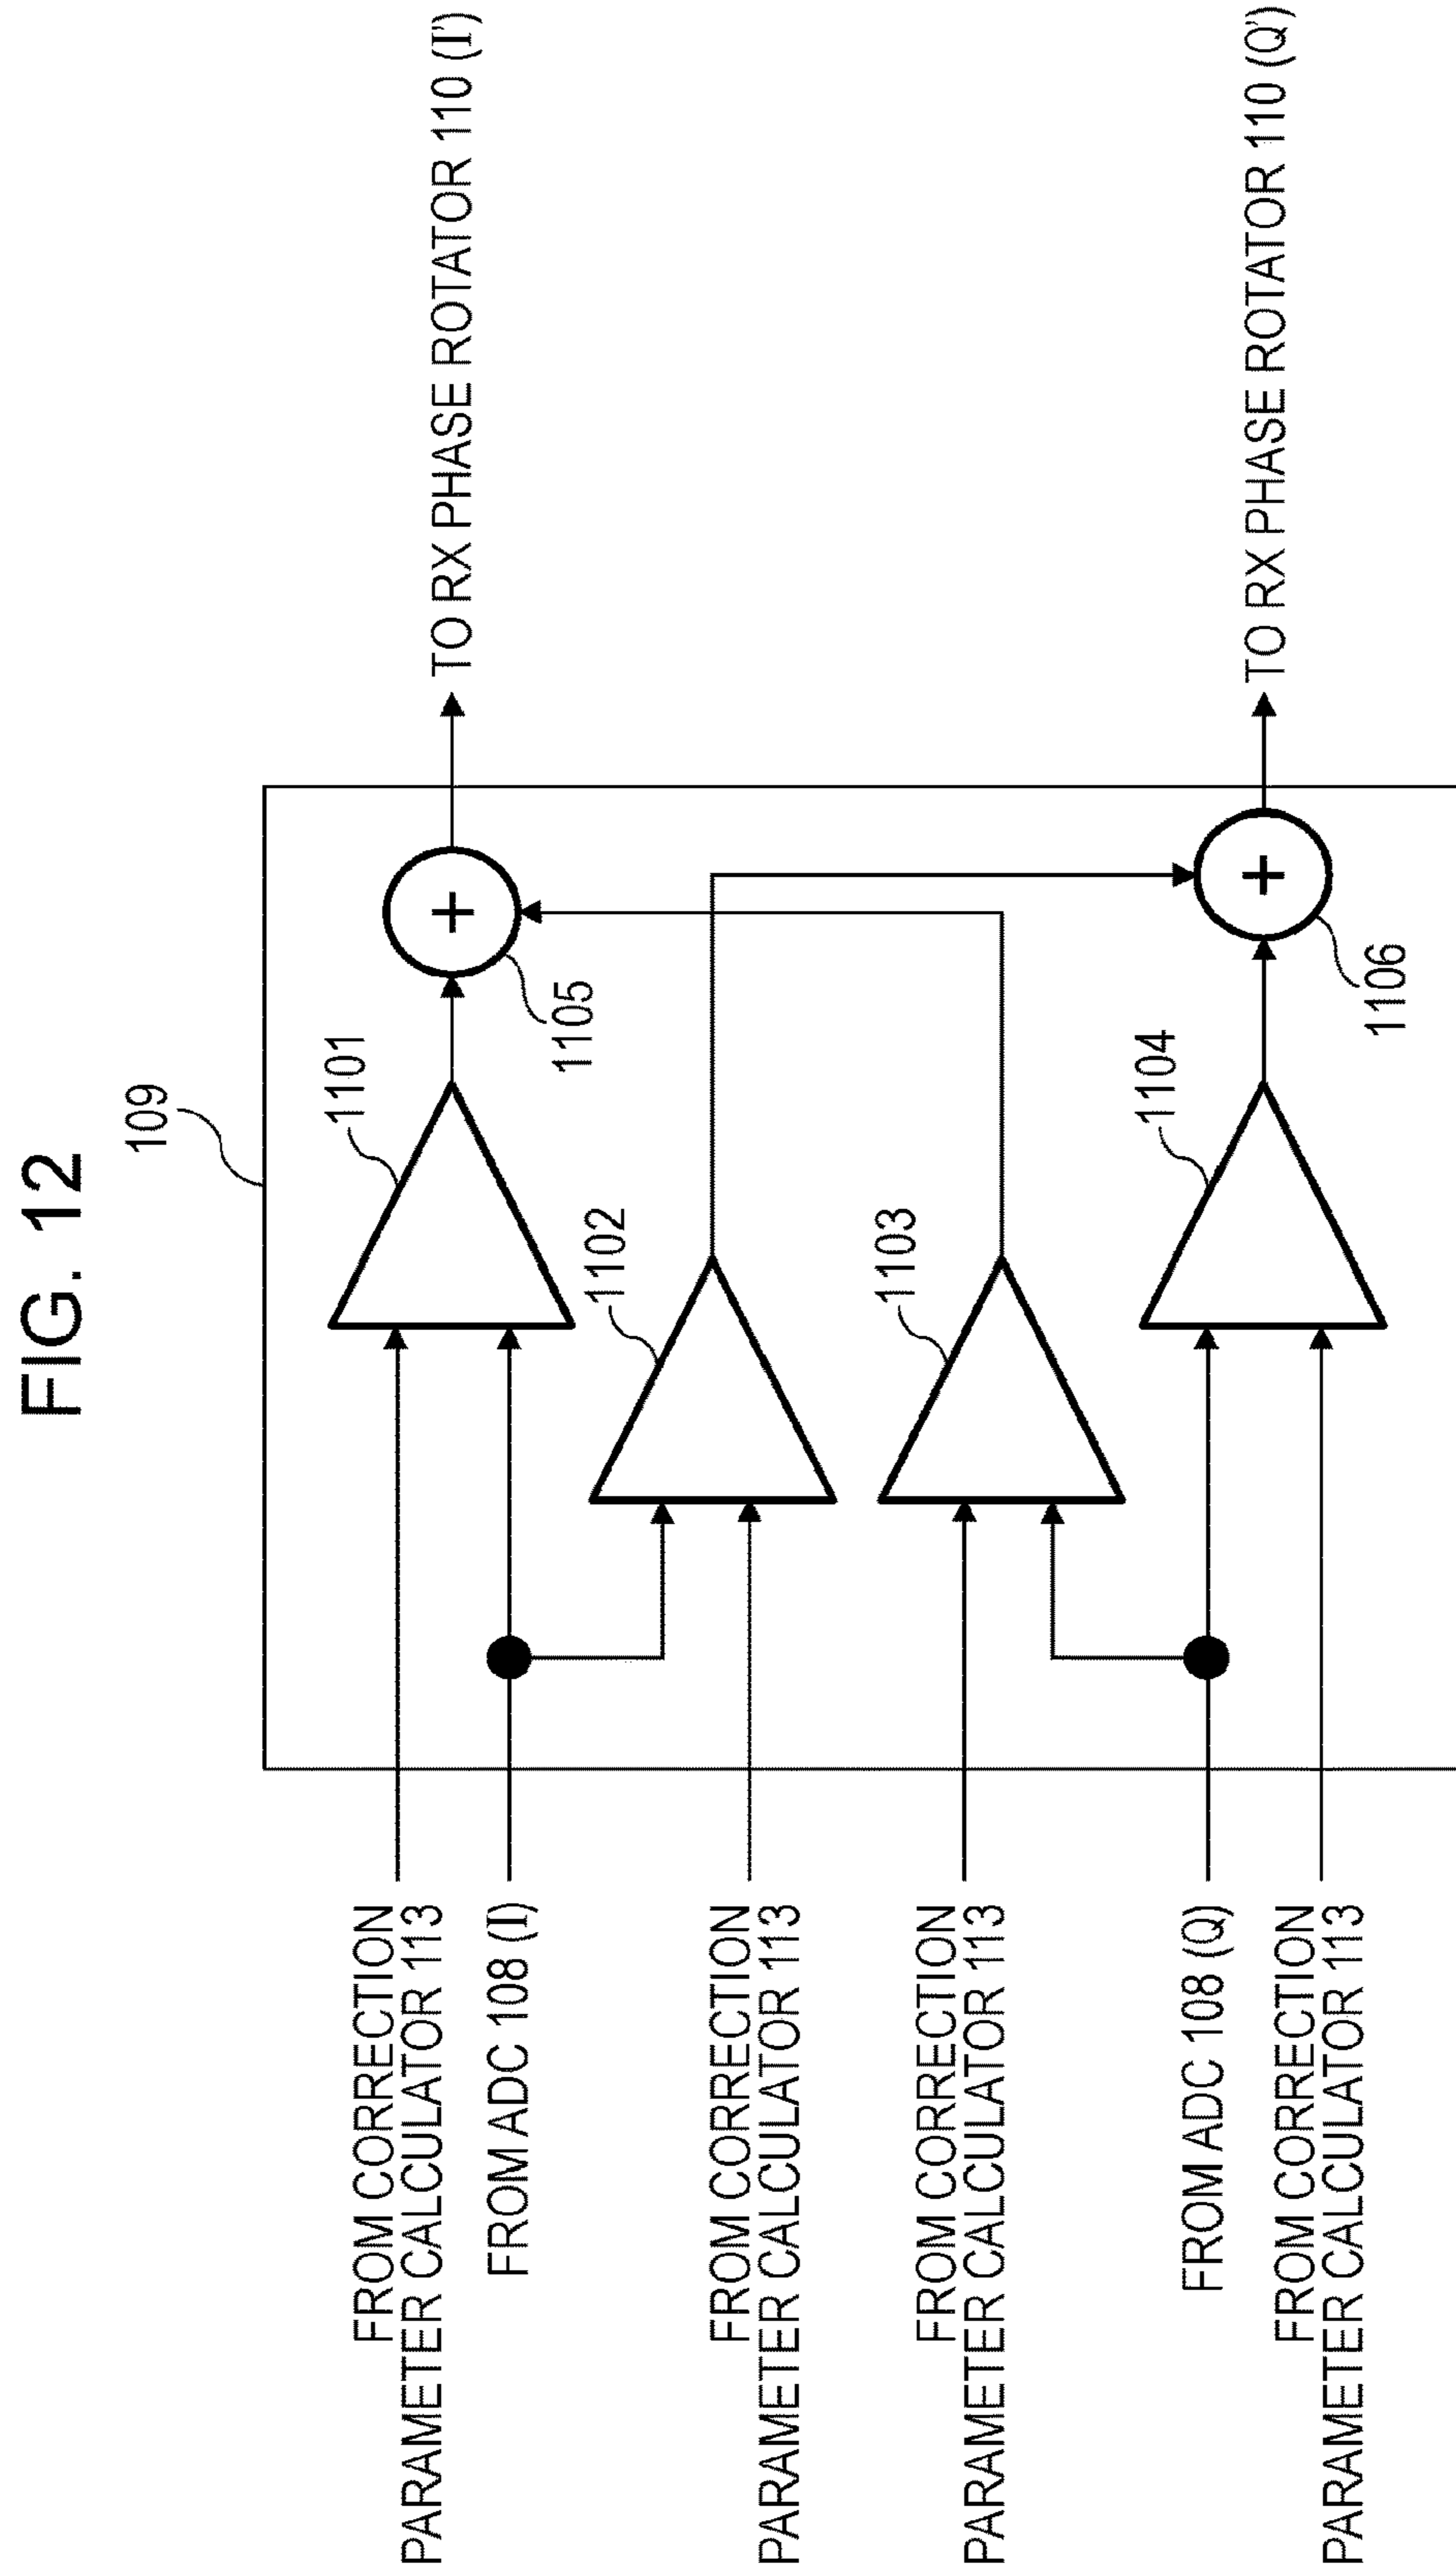 FIG. 12
109
FROM CORRECTION
PARAMETER CALCULATOR 113
FROM ADC 108 (I)
1101
1105
TO RX PHASE ROTATOR 110 (I')
FROM CORRECTION
PARAMETER CALCULATOR 113
1102
FROM CORRECTION
PARAMETER CALCULATOR 113
1103
FROM ADC 108 (Q)
FROM CORRECTION
PARAMETER CALCULATOR 113
1104
1106
TO RX PHASE ROTATOR 110 (Q')